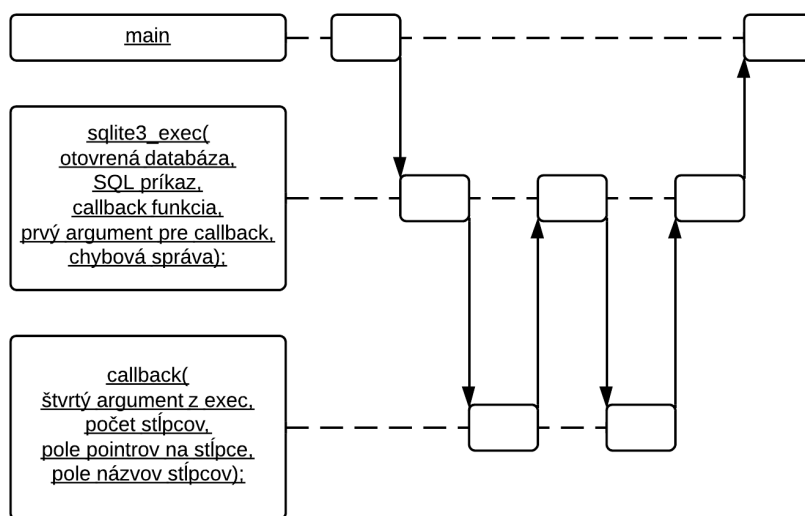 main
sqlite3_exec(
otovrená databáza,
SQL príkaz,
callback funkcia,
prvý argument pre callback,
chybová správa);
callback(
štvrtý argument z exec,
počet stĺpcov,
pole pointrov na stĺpce,
pole názvov stĺpcov);